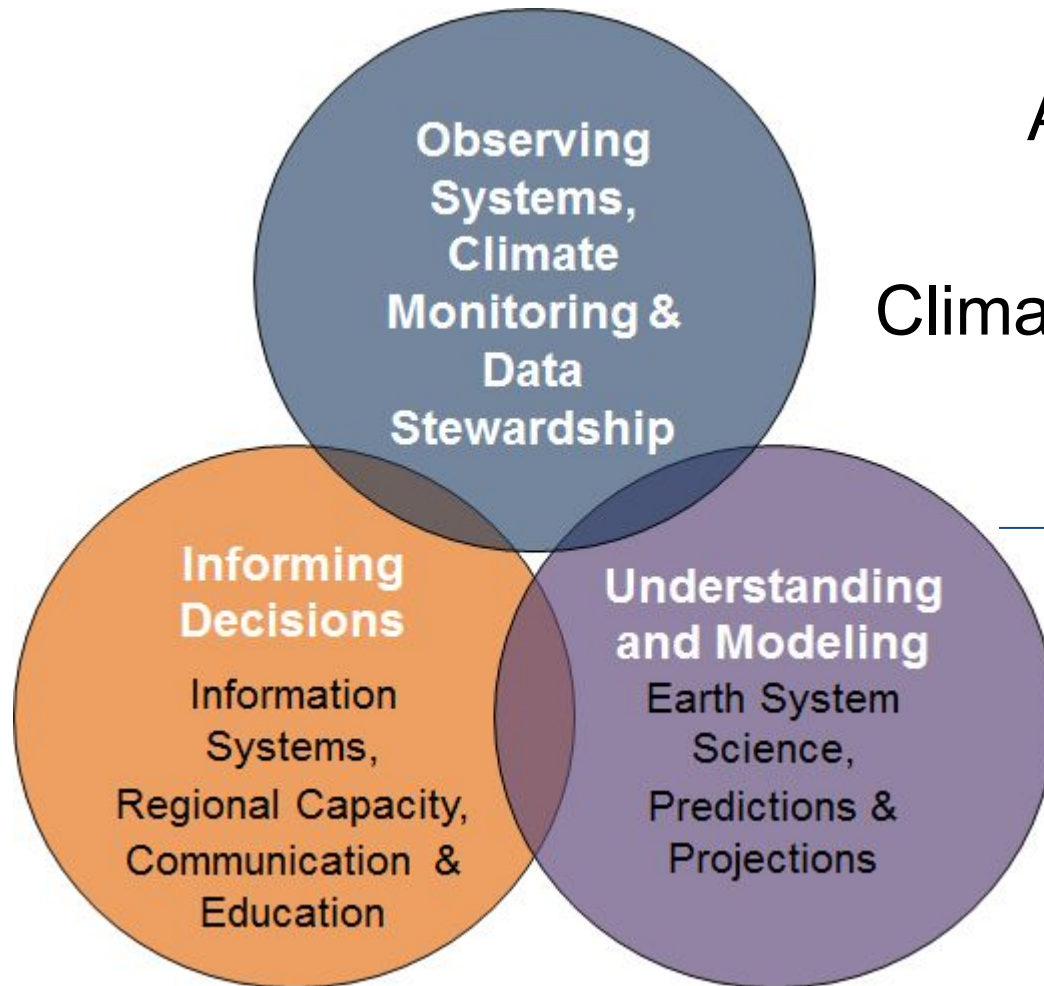 Observing
Systems,
Climate
Monitoring &
Data
Stewardship
Informing
Decisions
Information
Systems,
Regional Capacity,
Communication &
Education
Understanding
and Modeling
Earth System
Science,
Predictions &
Projections